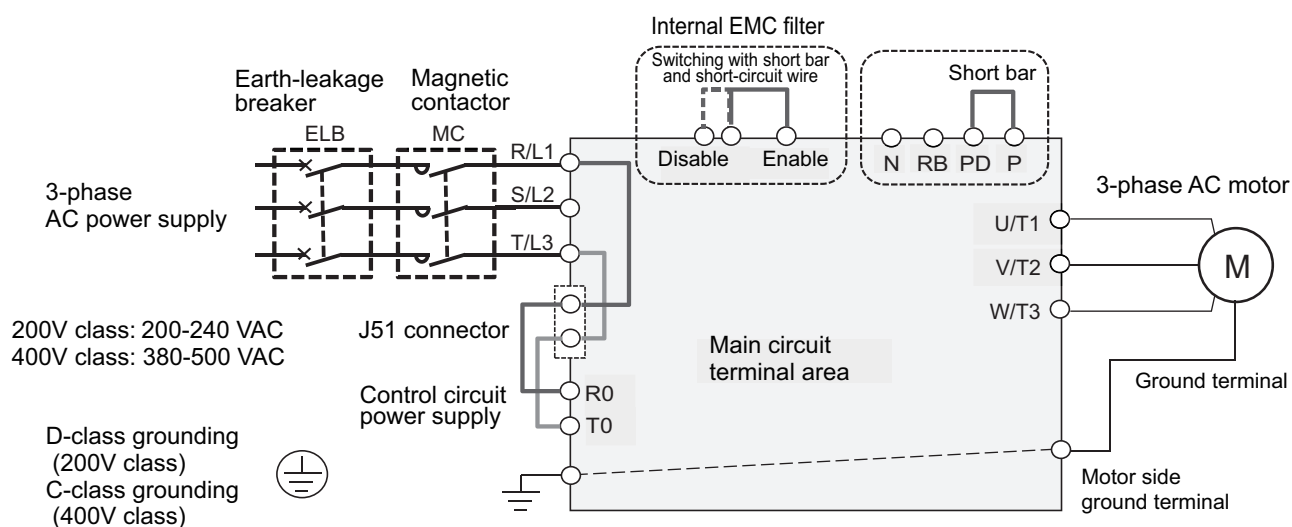 Internal EMC filter
Switching with short bar
and short-circuit wire
Short bar
Earth-leakage
breaker
Magnetic
contactor
ELB
MC
R/L1
Disable
Enable
N
RB
PD
P
3-phase
AC power supply
S/L2
3-phase AC motor
T/L3
U/T1
V/T2
M
W/T3
200V class: 200-240 VAC
400V class: 380-500 VAC
J51 connector
Main circuit
terminal area
Control circuit
power supply
R0
T0
Ground terminal
D-class grounding
(200V class)
C-class grounding
(400V class)
Motor side
ground terminal